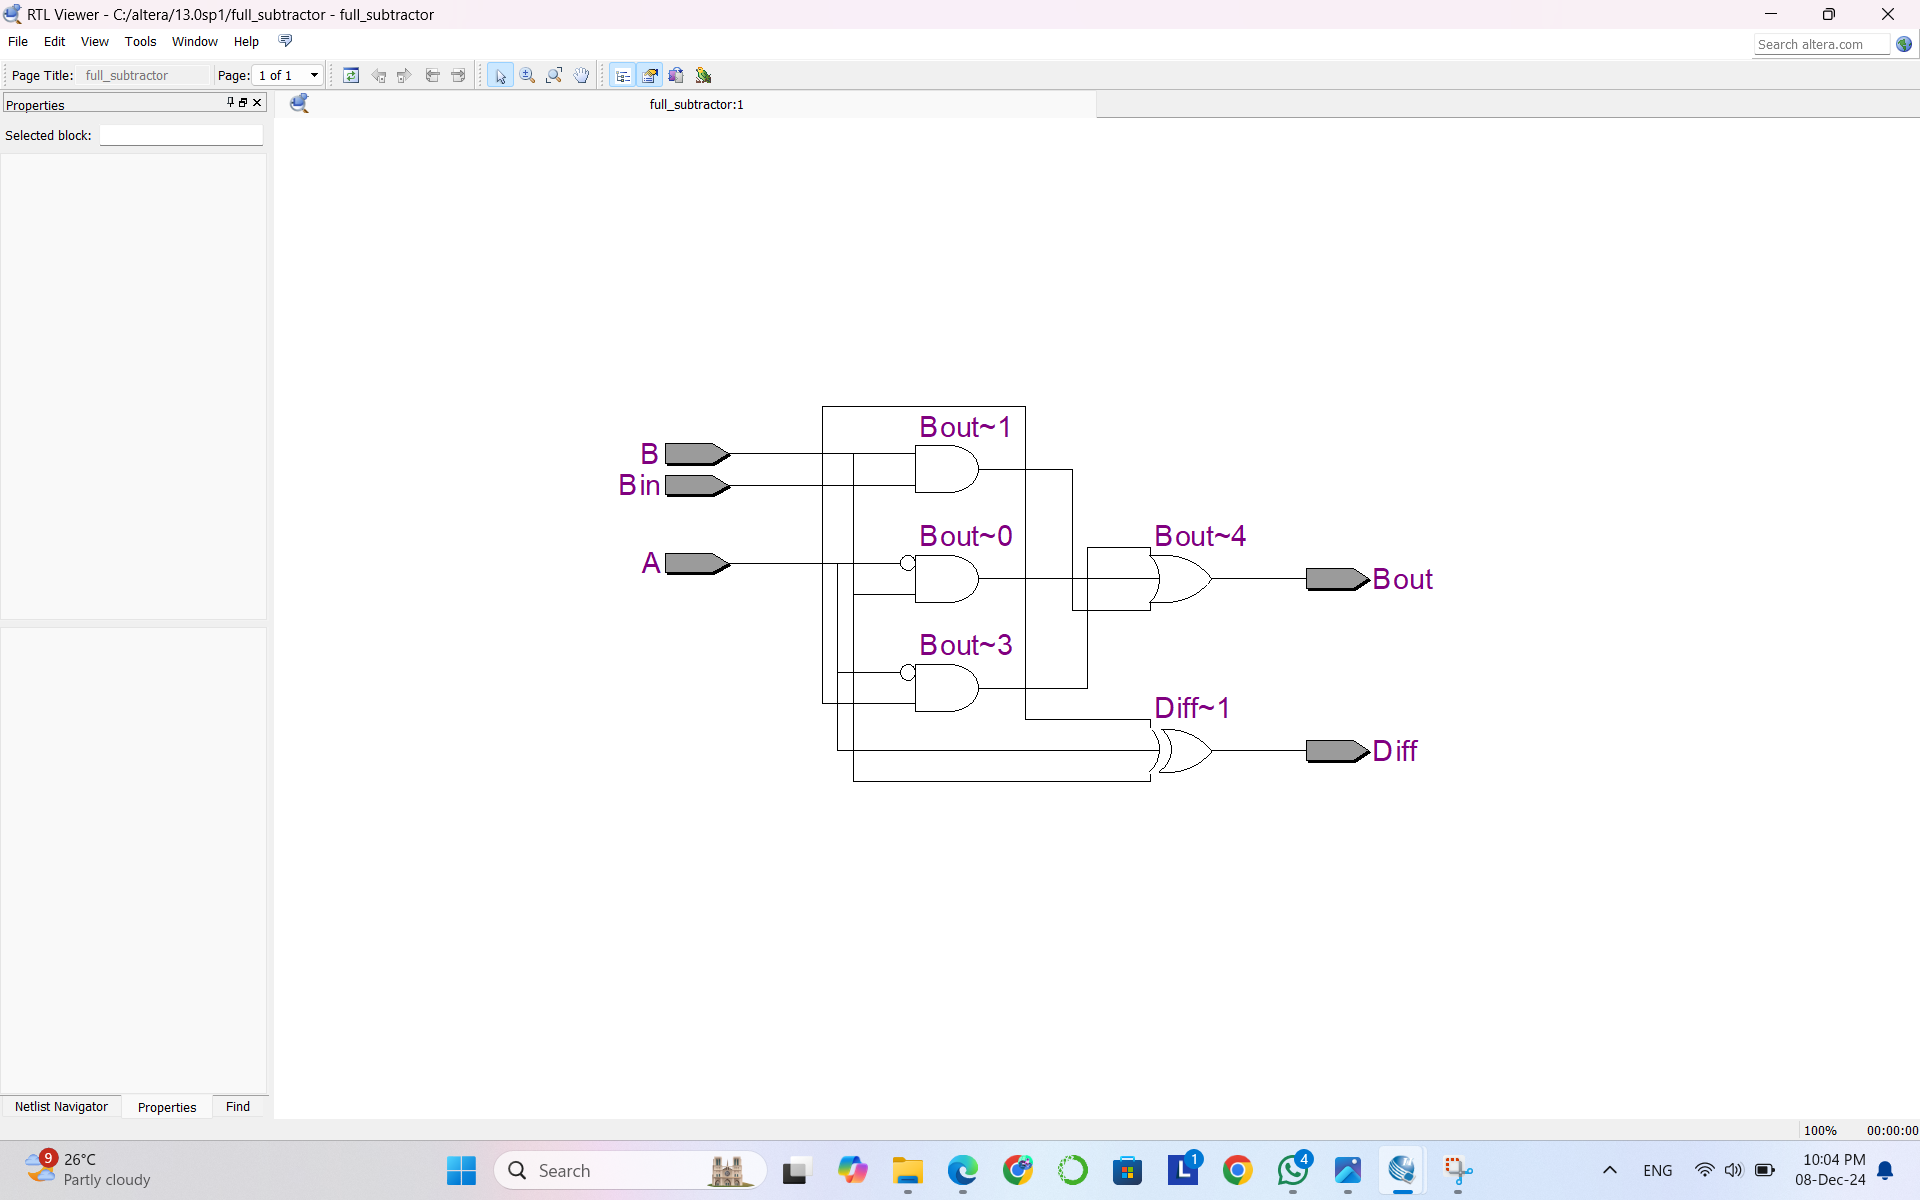 RTL Viewer - C:/altera/13.0sp1/full_subtractor - full_subtractor
File Edit View Tools Window Help
Search altera.com
Page Title: full_subtractor Page: 1 of 1
Properties
full_subtractor:1
Selected block:
Bout~1
B
Bin
Bout~0
Bout~4
A
Bout
Bout~3
Diff~1
Diff
Netlist Navigator Properties Find
100% 00:00:00
9
26°C
Partly cloudy
Search
L
1
4
ENG
10:04 PM
08-Dec-24